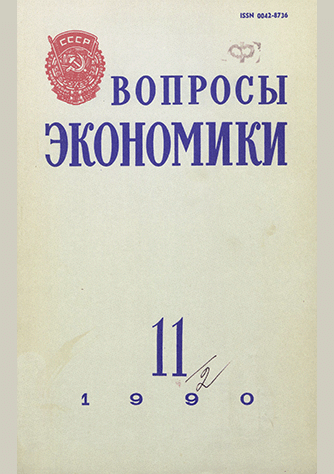 ISSN 0042-8736
СССР
Ф
ВОПРОСЫ
ЭКОНОМИКИ
11
/2
1990